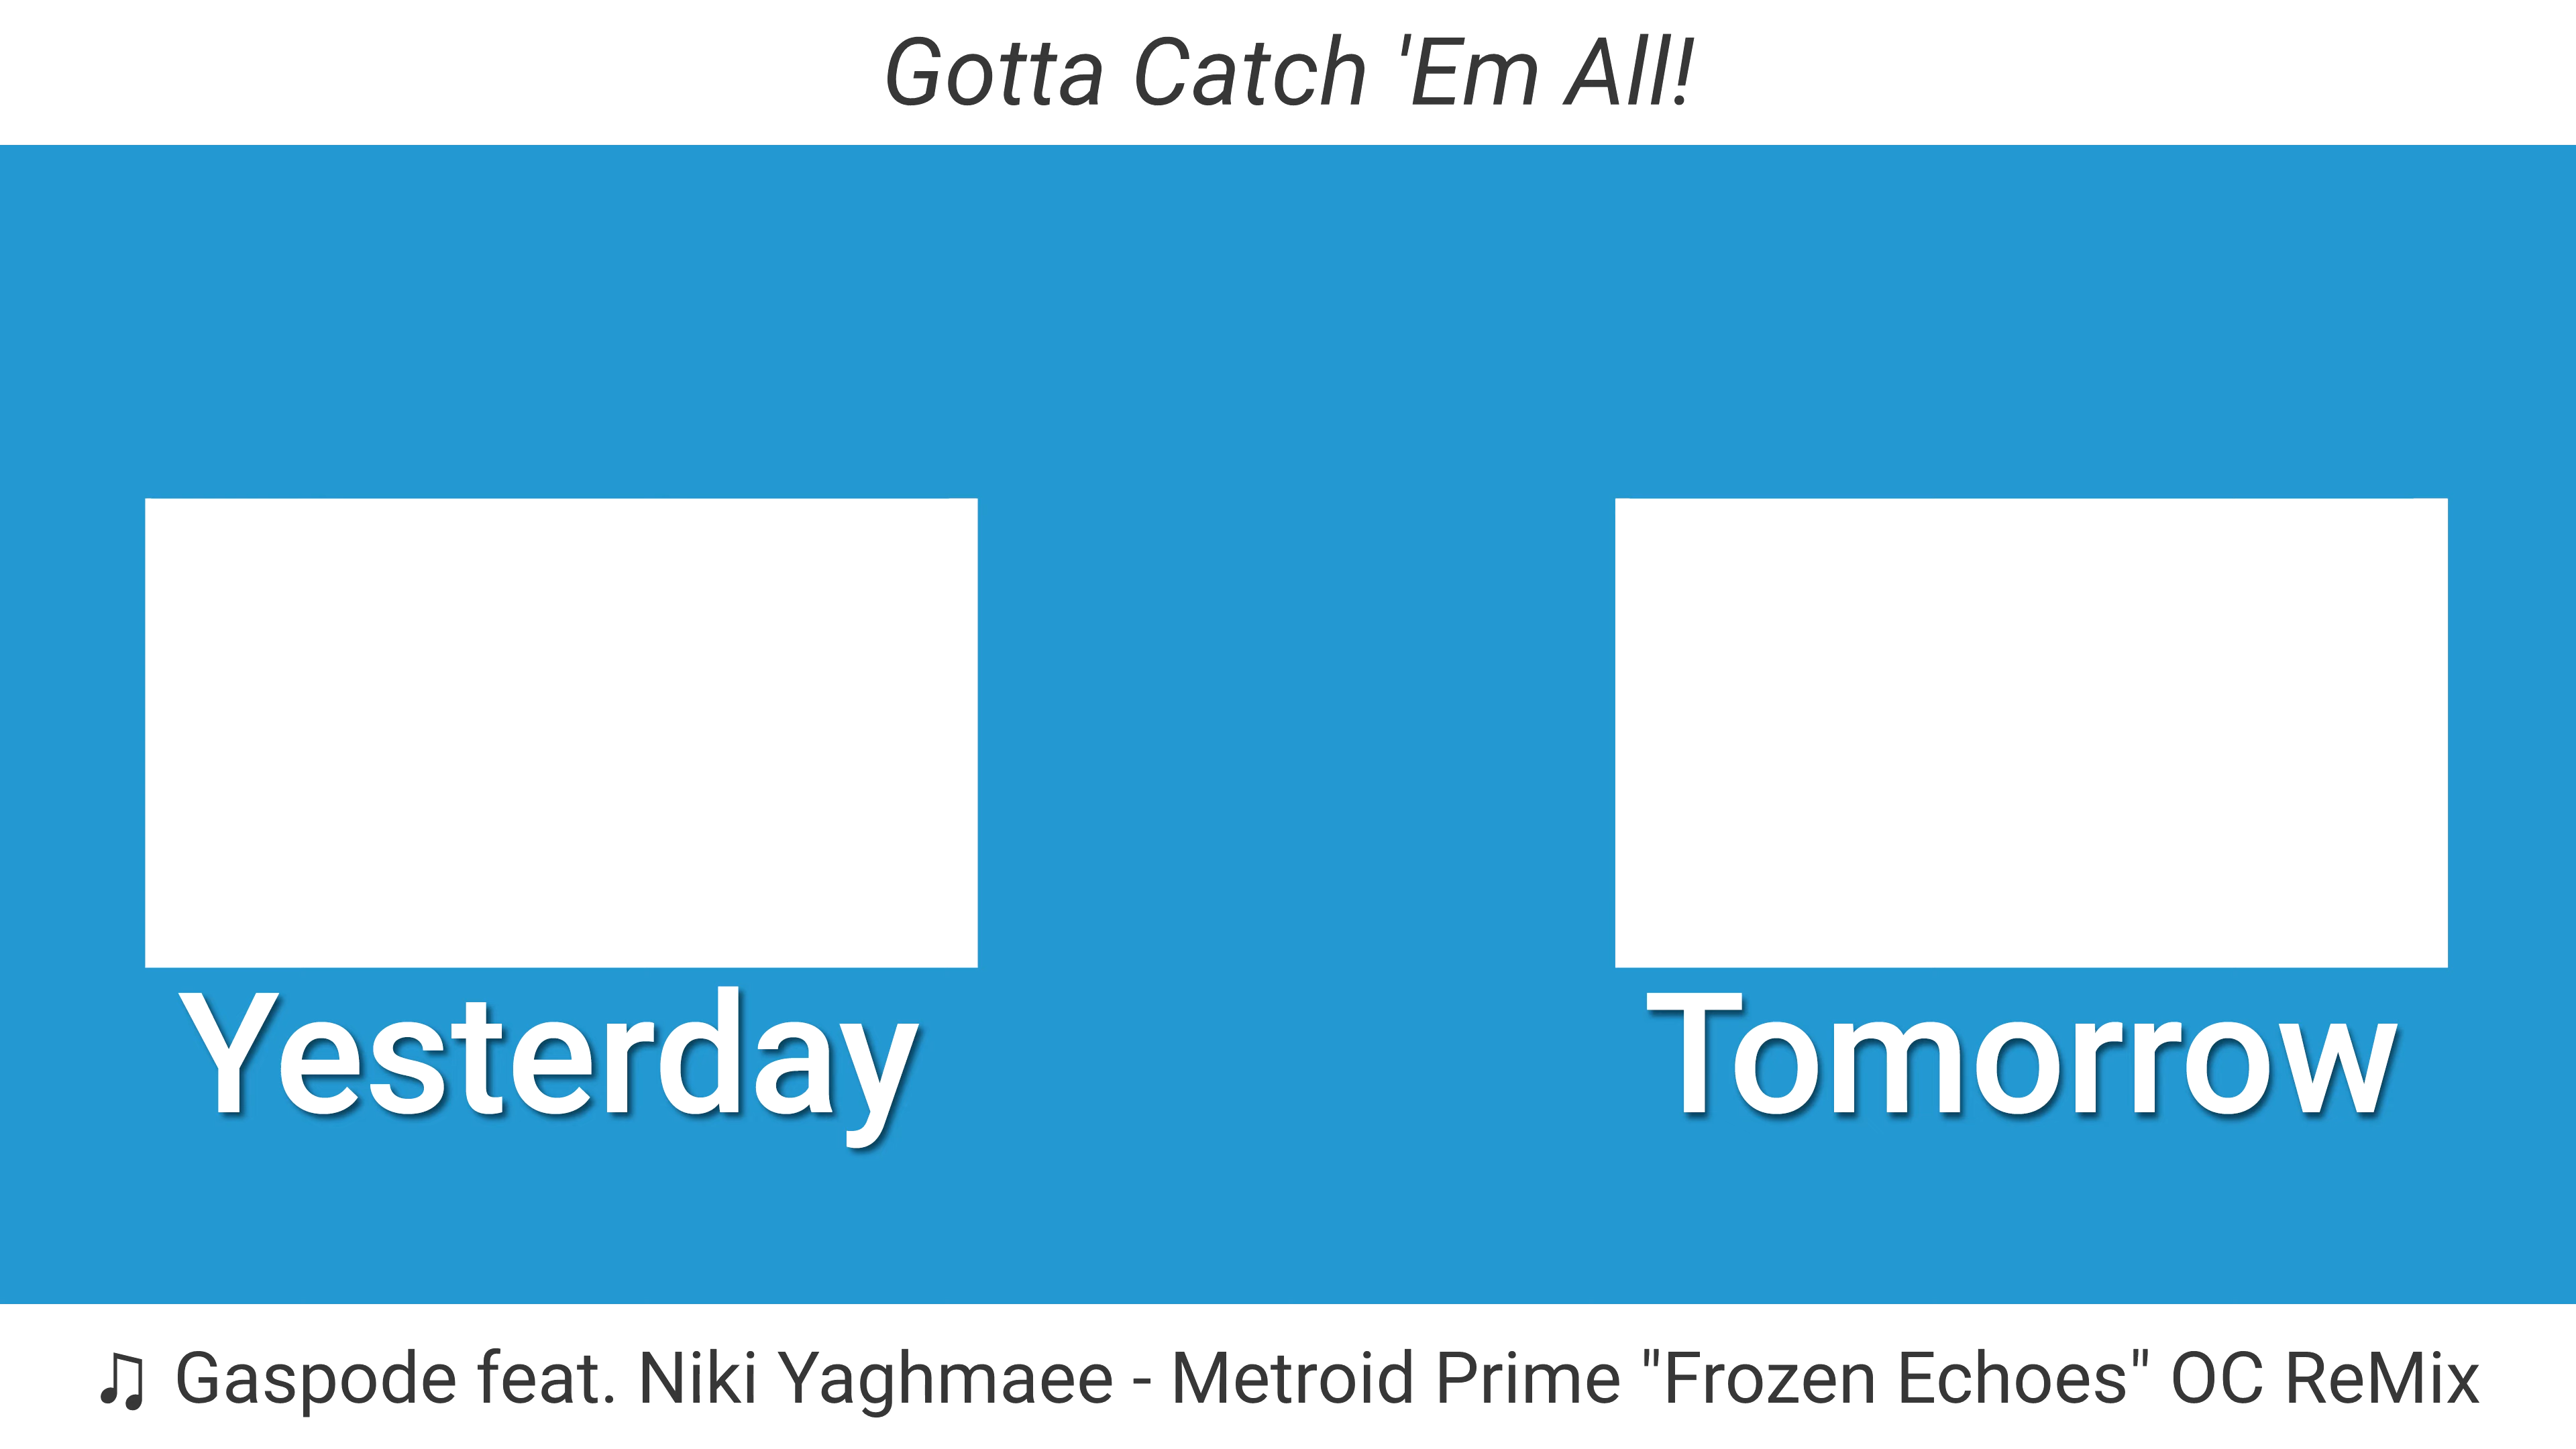 Gotta Catch 'Em All!
Yesterday
Tomorrow
♫ Gaspode feat. Niki Yaghmaee - Metroid Prime "Frozen Echoes" OC ReMix